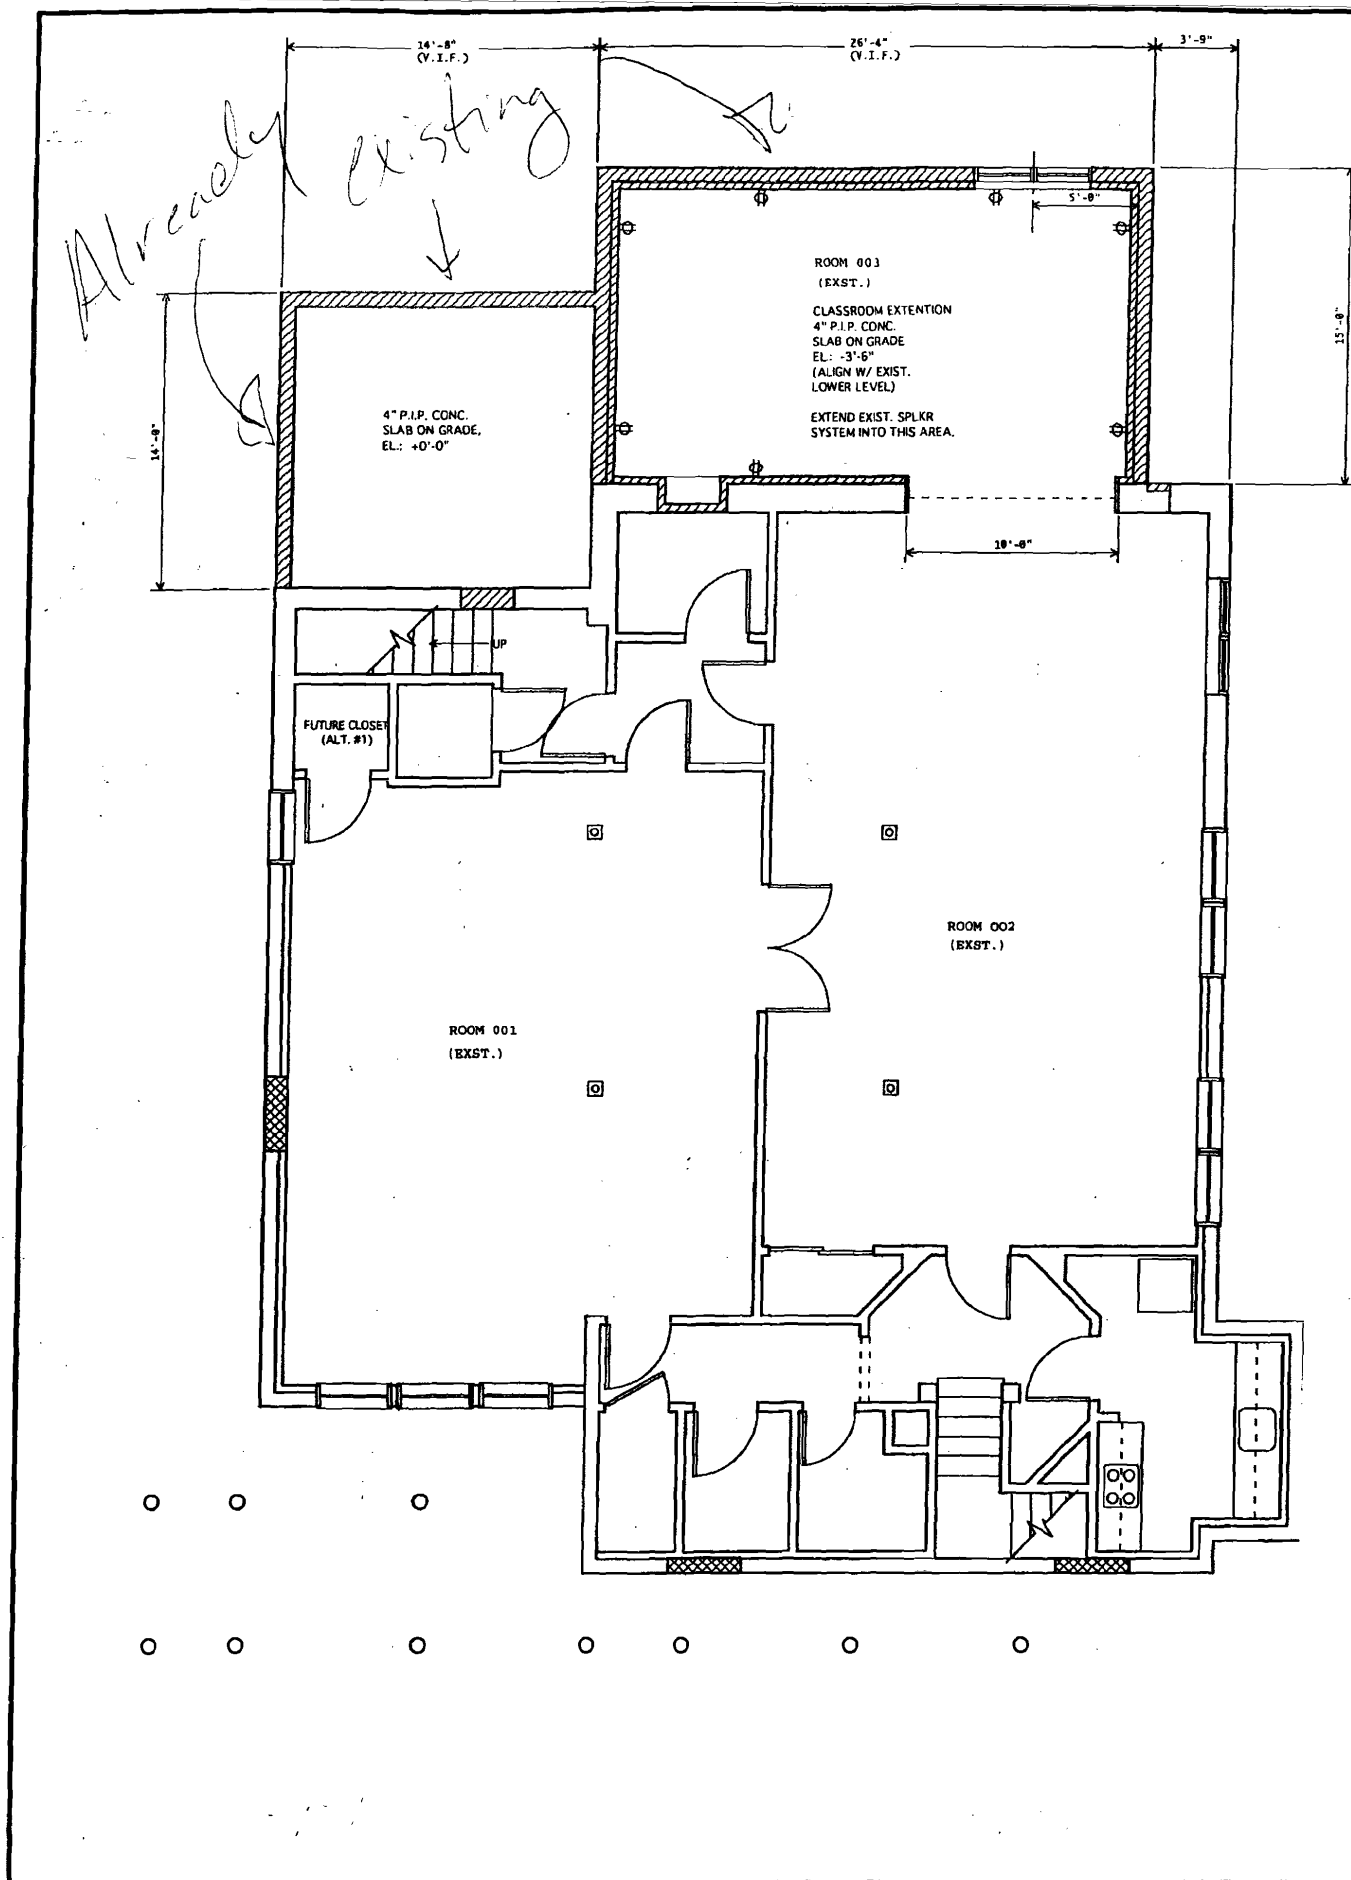 14'-8"
(V.I.F.)
26'-4"
(V.I.F.)
3'-9"
Already existing
5'-0"
ROOM 003
(EXST.)
CLASSROOM EXTENTION
4" P.I.P. CONC.
SLAB ON GRADE
EL: -3'-6"
(ALIGN W/ EXIST.
LOWER LEVEL)
EXTEND EXIST. SPLKR
SYSTEM INTO THIS AREA.
15'-0"
14'-0"
4" P.I.P. CONC.
SLAB ON GRADE,
EL.: +0'-0"
10'-0"
UP
FUTURE CLOSET
(ALT. #1)
ROOM 002
(EXST.)
ROOM 001
(EXST.)